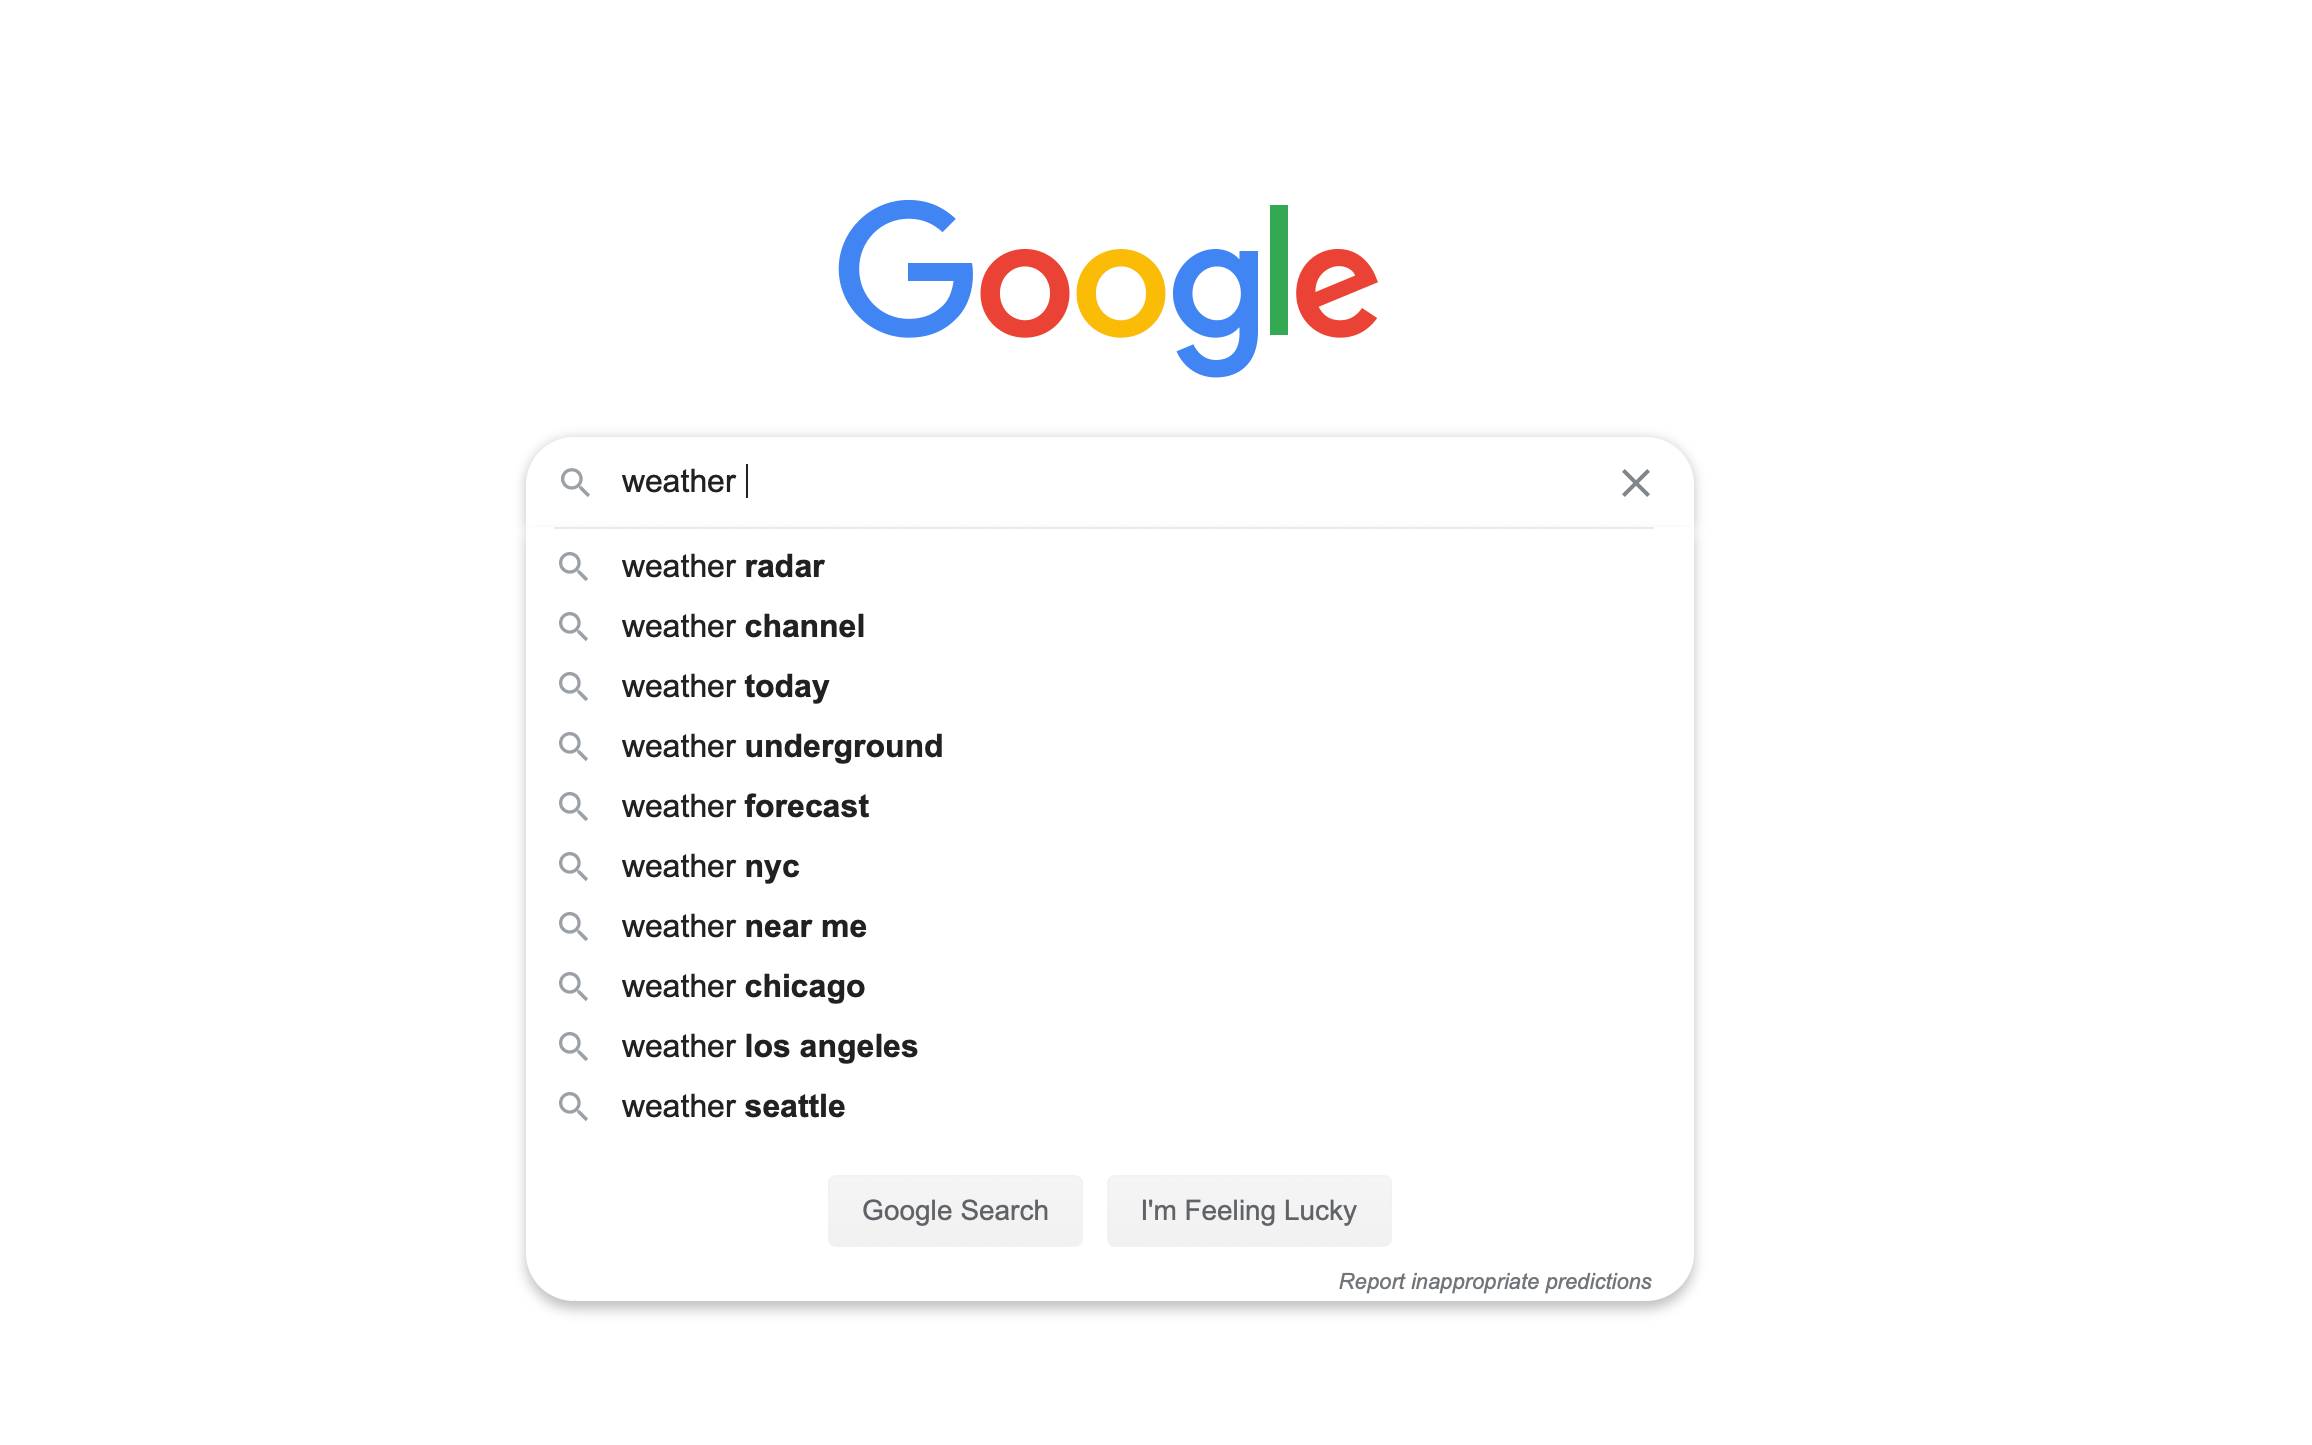 Google
weather
weather radar
weather channel
weather today
weather underground
weather forecast
weather nyc
weather near me
weather chicago
weather los angeles
weather seattle
Google Search I'm Feeling Lucky
Report inappropriate predictions